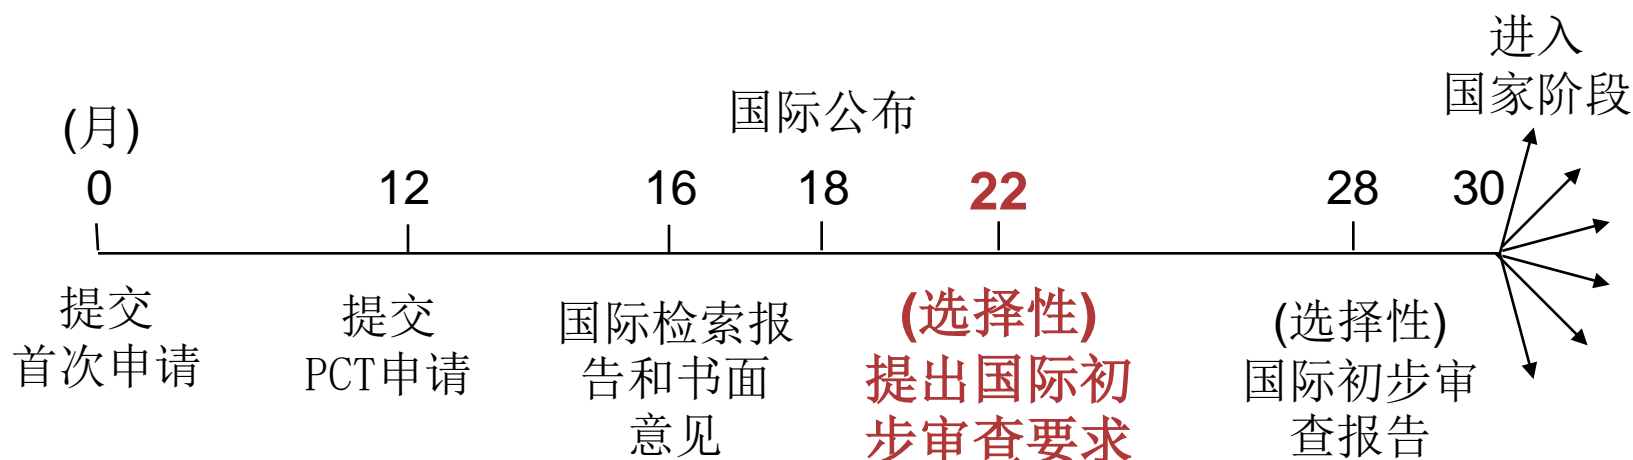 进入
国家阶段
国际公布
(月)
0
12
16
18
22
28
30
提交
首次申请
提交
PCT申请
国际检索报
告和书面
意见
(选择性)
提出国际初
步审查要求
(选择性)
国际初步审
查报告